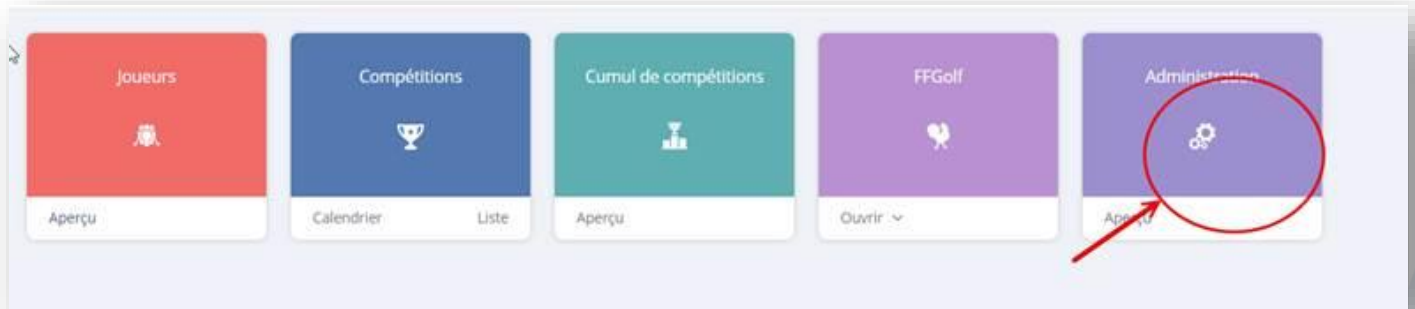 Joueurs
Compétitions
Cumul de compétitions
FFGolf
Administration
Aperçu
Calendrier
Liste
Aperçu
Ouvrir
Aperçu